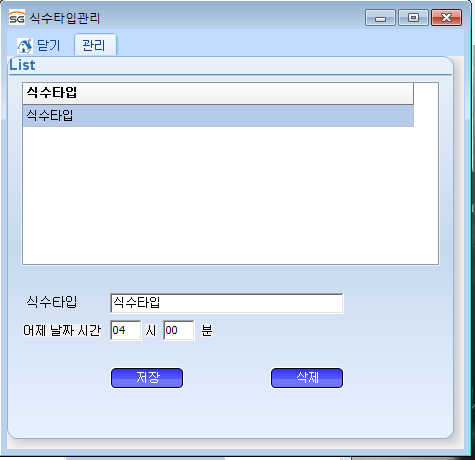 SG 식수타입관리
닫기 관리
List
식수타입
식수타입
식수타입 식수타입
어제 날짜 시간 04 시 00 분
저장 삭제